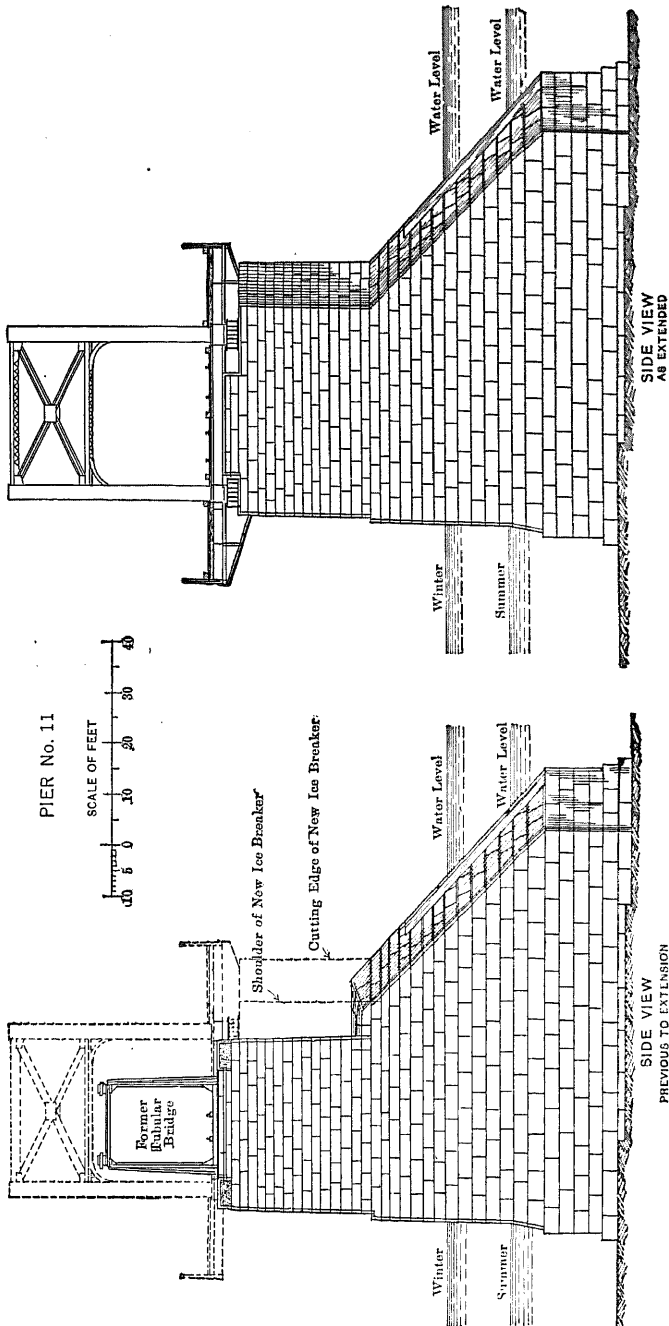 PIER No. 11
SCALE OF FEET
10 5 0 10 20 30 40
Former
Tubular
Bridge
Shoulder of New Ice Breaker
Cutting Edge of New Ice Breaker
Winter
Water Level
Summer
Water Level
SIDE VIEW
PREVIOUS TO EXTENSION
Winter
Water Level
Summer
Water Level
SIDE VIEW
AS EXTENDED